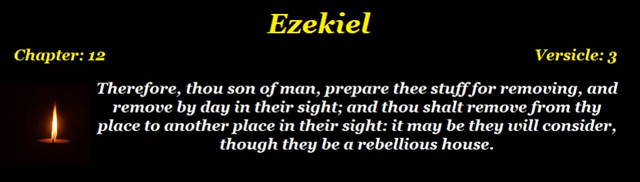 Ezekiel
Chapter: 12 Versicle: 3
Therefore, thou son of man, prepare thee stuff for removing, and
remove by day in their sight; and thou shalt remove from thy
place to another place in their sight: it may be they will consider,
though they be a rebellious house.